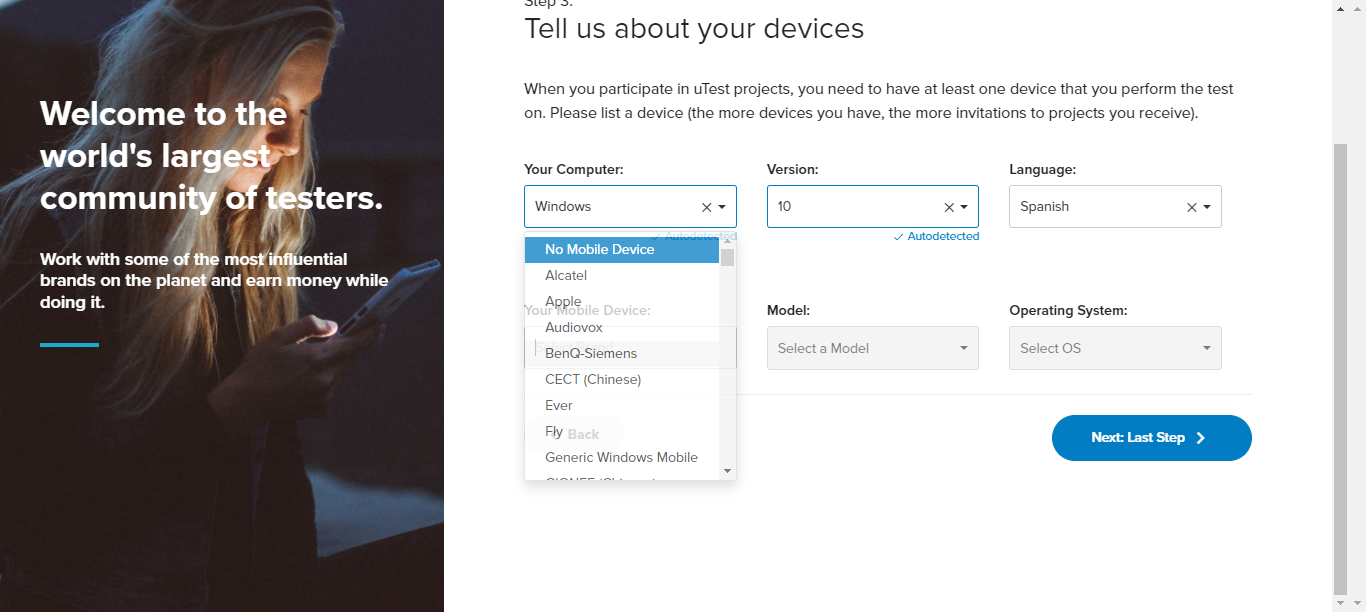 Welcome to the
world's largest
community of testers.
Work with some of the most influential
brands on the planet and earn money while
doing it.
Step 3:
Tell us about your devices
When you participate in uTest projects, you need to have at least one device that you perform the test
on. Please list a device (the more devices you have, the more invitations to projects you receive).
Your Computer:
Version:
Language:
Windows
10
Spanish
Autodetected
Autodetected
No Mobile Device
Alcatel
Apple
Your Mobile Device:
Model:
Operating System:
Audiovox
Select a Model
Select OS
BenQ-Siemens
CECT (Chinese)
Ever
Fly
Back
Next: Last Step
Generic Windows Mobile